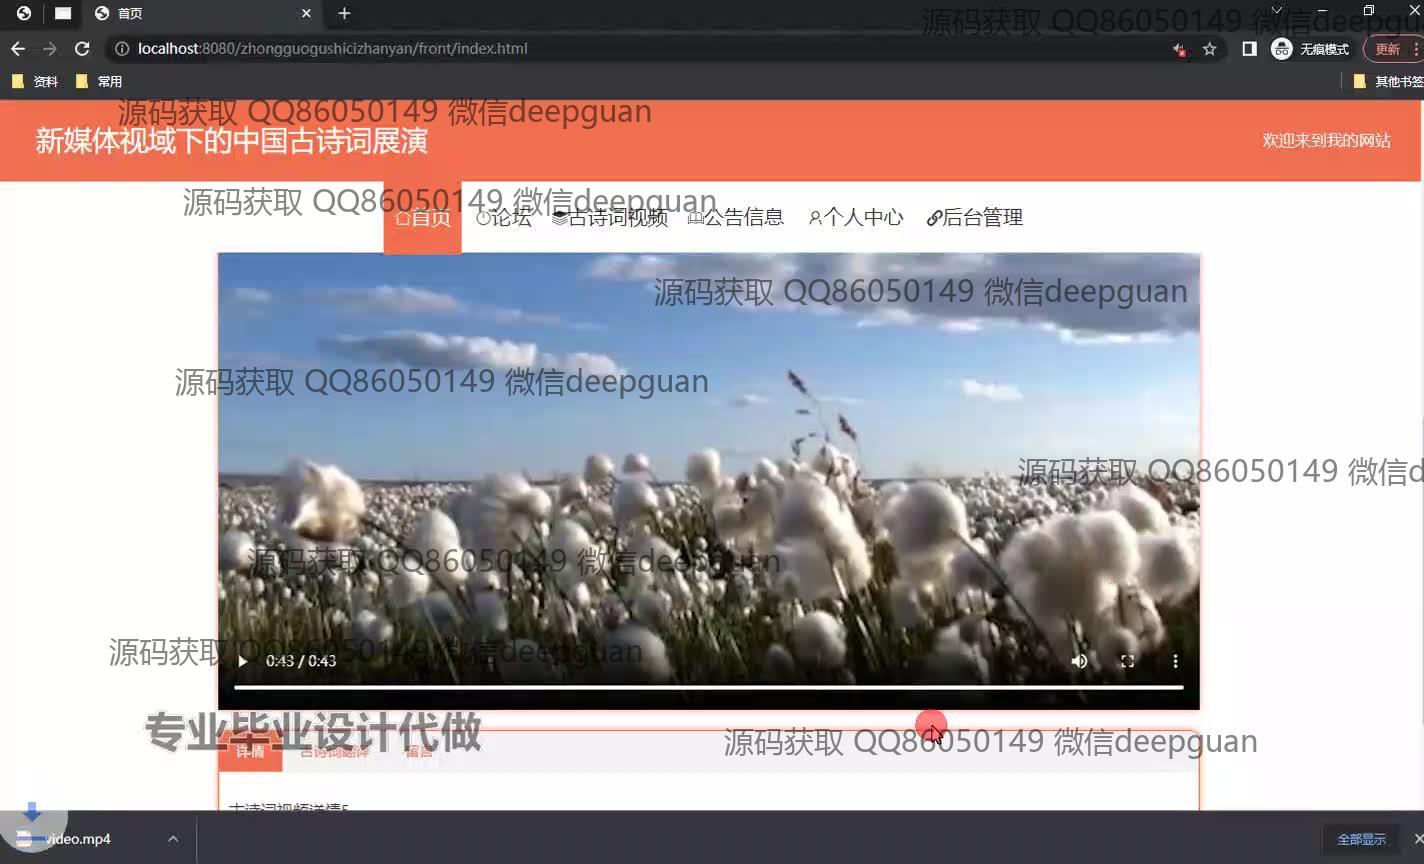 首页
localhost:8080/zhongguogushicizhanyan/front/index.html
无痕模式
更新
资料
常用
其他书签
源码获取 QQ86050149 微信deepgu
源码获取 QQ86050149 微信deepguan
新媒体视域下的中国古诗词展演
欢迎来到我的网站
源码获取 QQ86050149 微信deepguan
首页 论坛 古诗词视频 公告信息 个人中心 后台管理
源码获取 QQ86050149 微信deepguan
源码获取 QQ86050149 微信deepguan
源码获取 QQ86050149 微信d
源码获取 QQ86050149 微信deepguan
源码获取 QQ86050149 微信deepguan
0:43 / 0:43
专业毕业设计代做
详情
留言
源码获取 QQ86050149 微信deepguan
古诗词视频详情5
video.mp4
全部显示